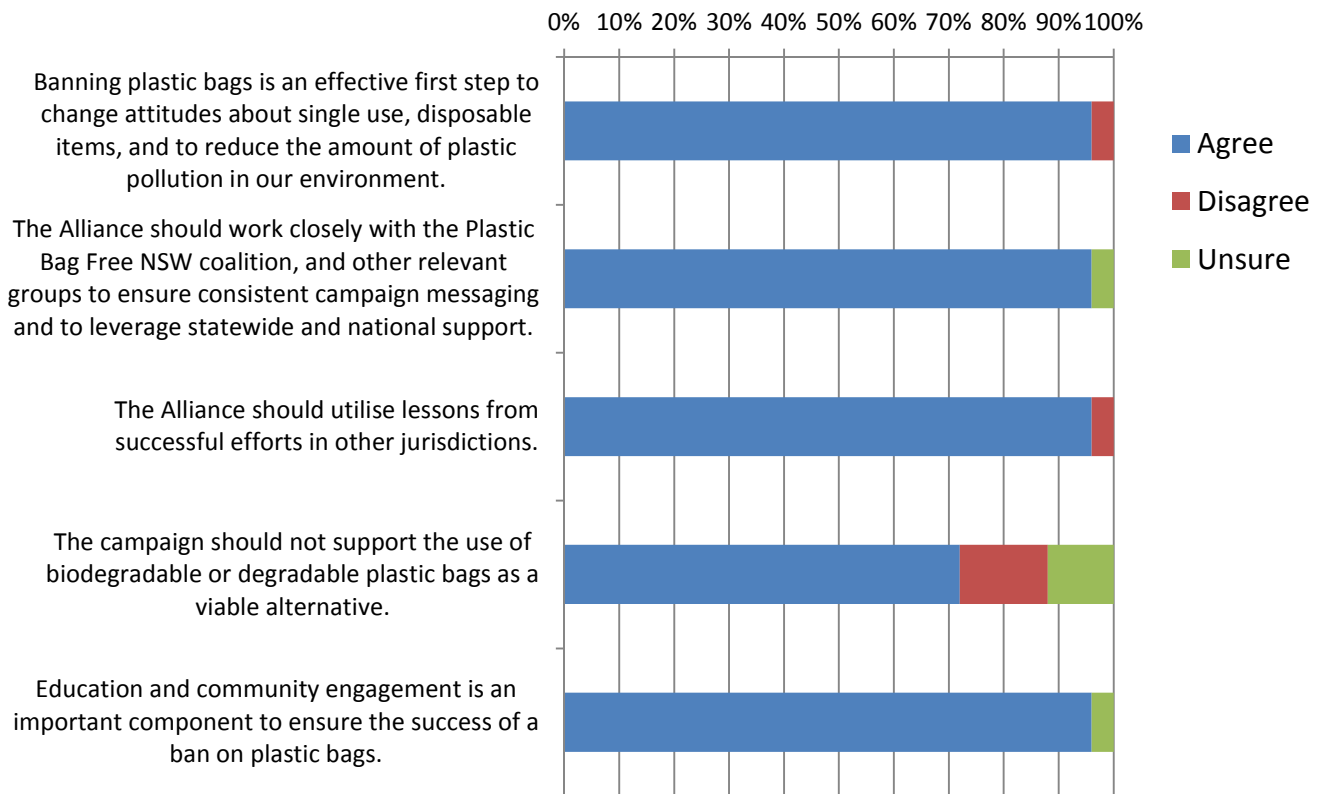 0% 10% 20% 30% 40% 50% 60% 70% 80% 90% 100%
Banning plastic bags is an effective first step to
change attitudes about single use, disposable
items, and to reduce the amount of plastic
pollution in our environment.
The Alliance should work closely with the Plastic
Bag Free NSW coalition, and other relevant
groups to ensure consistent campaign messaging
and to leverage statewide and national support.
The Alliance should utilise lessons from
successful efforts in other jurisdictions.
The campaign should not support the use of
biodegradable or degradable plastic bags as a
viable alternative.
Education and community engagement is an
important component to ensure the success of a
ban on plastic bags.
Agree
Disagree
Unsure